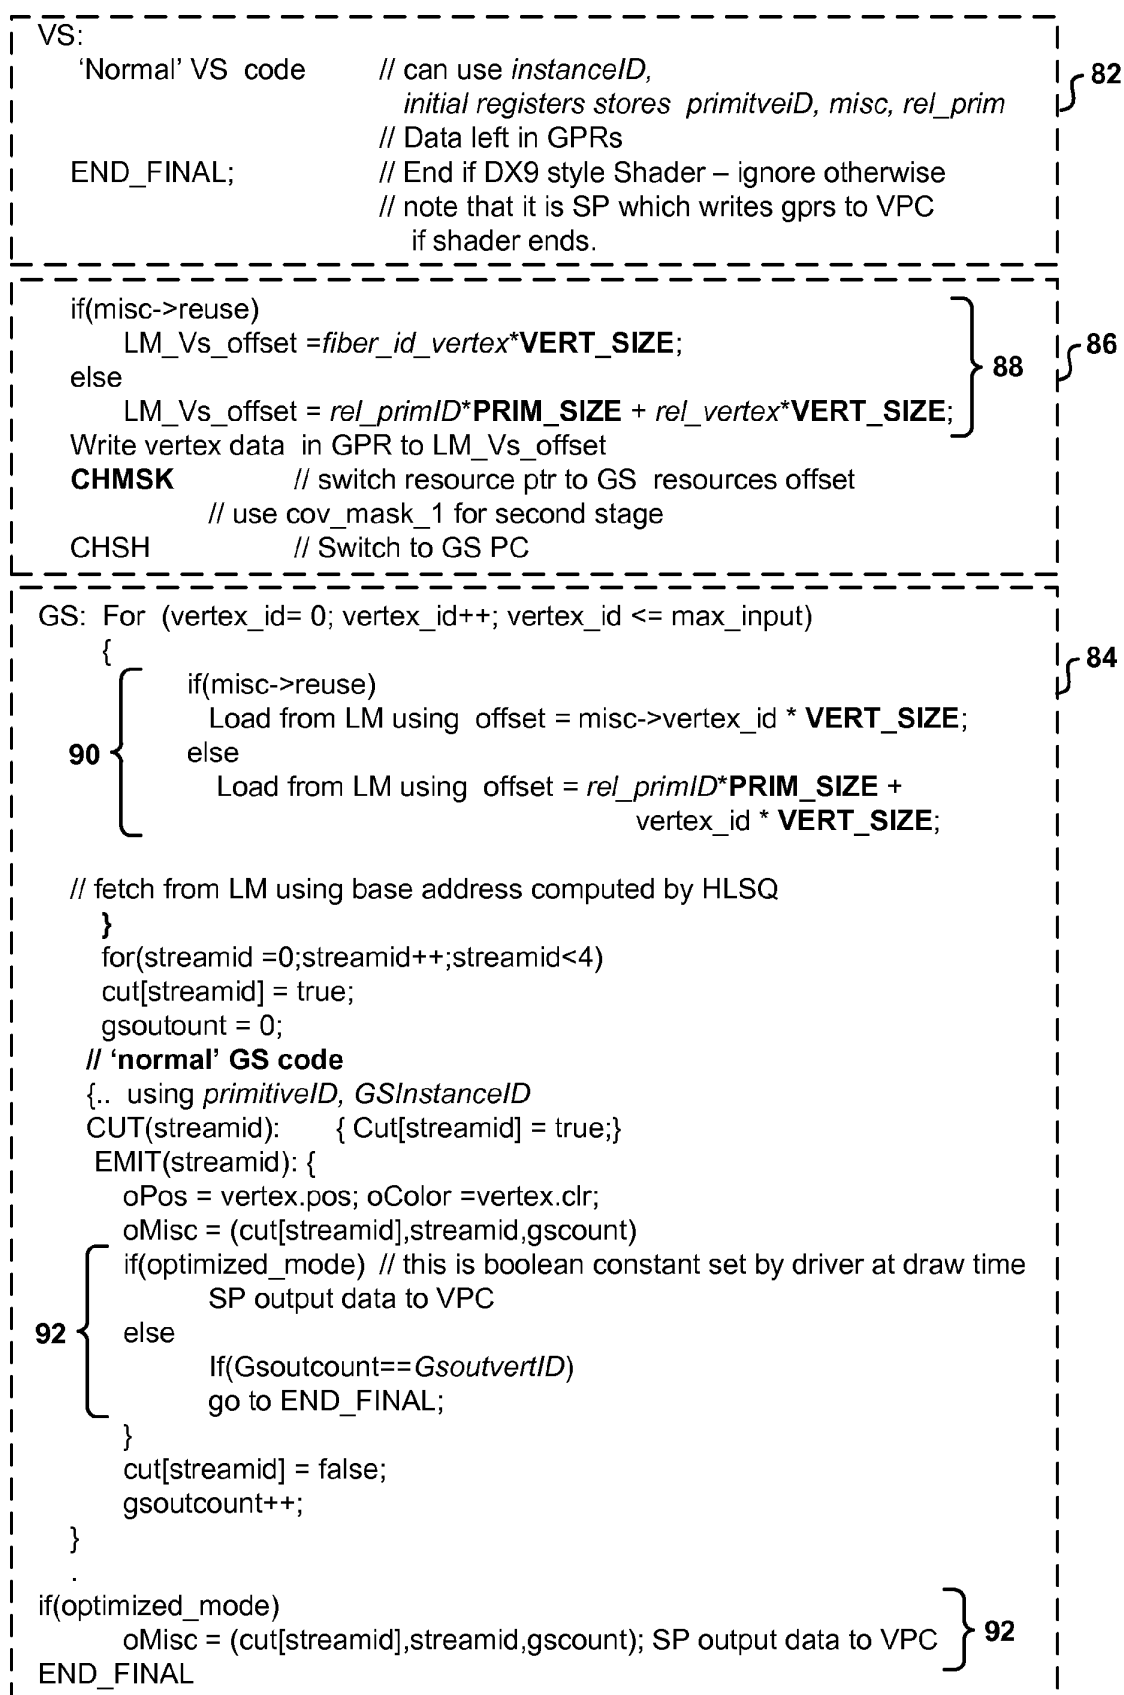 VS:
‘Normal’ VS code // can use instanceID,
initial registers stores primitveiD, misc, rel_prim
82
// Data left in GPRs
END_FINAL; // End if DX9 style Shader – ignore otherwise
// note that it is SP which writes gprs to VPC
if shader ends.
if(misc->reuse)
LM_Vs_offset =fiber_id_vertex*VERT_SIZE;
86
else
88
LM_Vs_offset = rel_primID*PRIM_SIZE + rel_vertex*VERT_SIZE;
Write vertex data in GPR to LM_Vs_offset
CHMSK // switch resource ptr to GS resources offset
// use cov_mask_1 for second stage
CHSH // Switch to GS PC
GS: For (vertex_id= 0; vertex_id++; vertex_id <= max_input)
{
84
if(misc->reuse)
Load from LM using offset = misc->vertex_id * VERT_SIZE;
90
else
Load from LM using offset = rel_primID*PRIM_SIZE +
vertex_id * VERT_SIZE;
// fetch from LM using base address computed by HLSQ
}
for(streamid =0;streamid++;streamid<4)
cut[streamid] = true;
gsoutount = 0;
// ‘normal’ GS code
{.. using primitiveID, GSInstanceID
CUT(streamid): { Cut[streamid] = true;}
EMIT(streamid): {
oPos = vertex.pos; oColor =vertex.clr;
oMisc = (cut[streamid],streamid,gscount)
if(optimized_mode) // this is boolean constant set by driver at draw time
SP output data to VPC
92
else
If(Gsoutcount==GsoutvertID)
go to END_FINAL;
}
cut[streamid] = false;
gsoutcount++;
}
.
if(optimized_mode)
oMisc = (cut[streamid],streamid,gscount); SP output data to VPC
92
END_FINAL